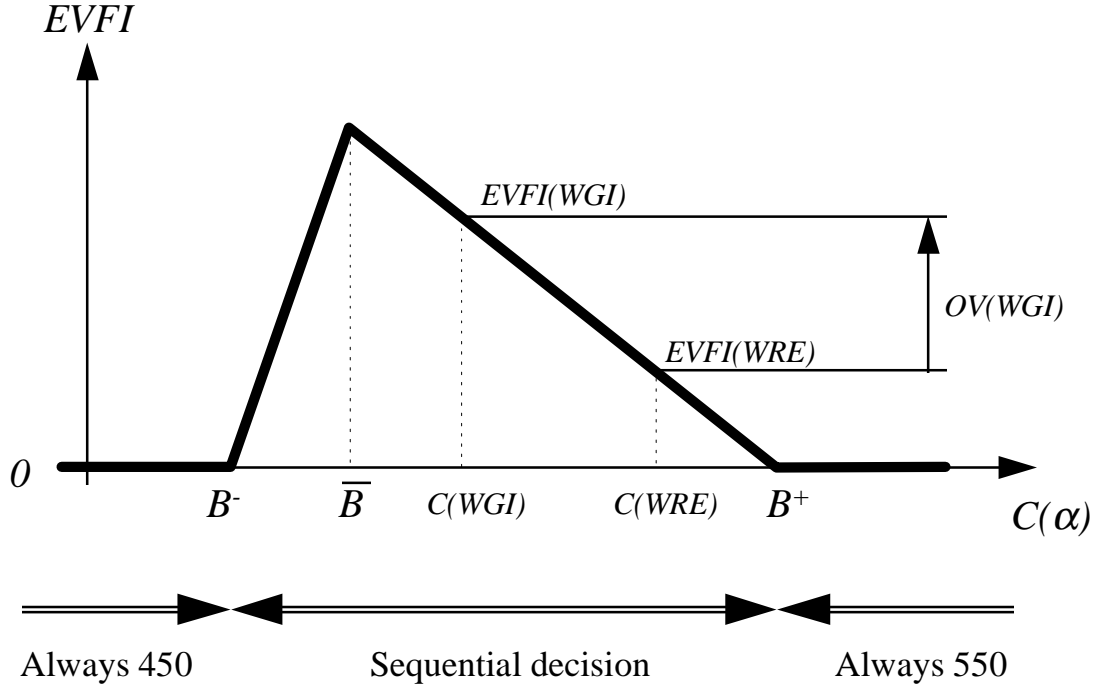 EVFI
EVFI(WGI)
OV(WGI)
EVFI(WRE)
0
B⁻ B̅ C(WGI) C(WRE) B⁺
C(α)
Always 450 Sequential decision Always 550